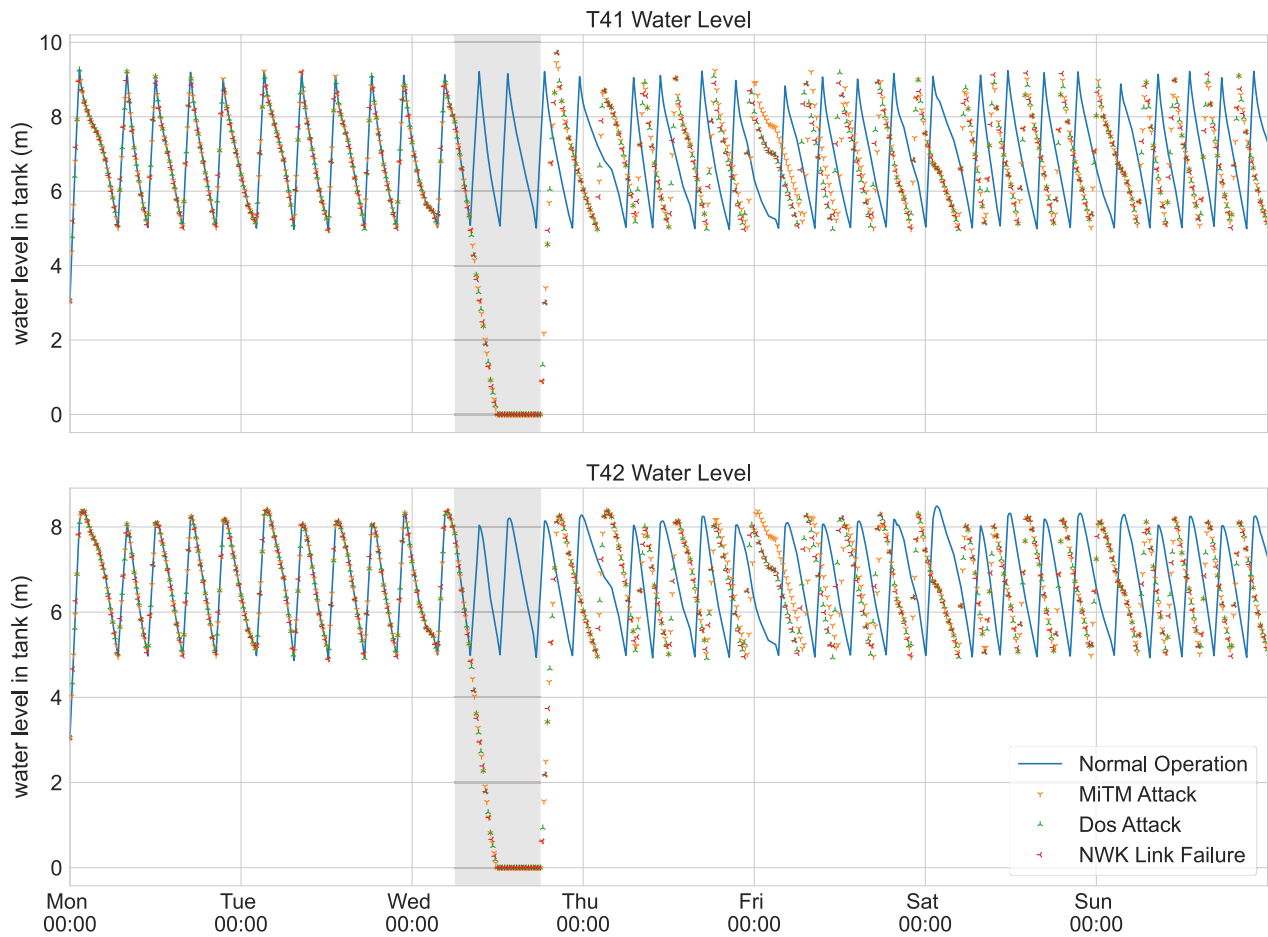 T41 Water Level
10
8
6
4
2
0
water level in tank (m)
T42 Water Level
8
6
4
2
0
water level in tank (m)
Normal Operation
MiTM Attack
Dos Attack
NWK Link Failure
Mon Tue Wed Thu Fri Sat Sun
00:00 00:00 00:00 00:00 00:00 00:00 00:00